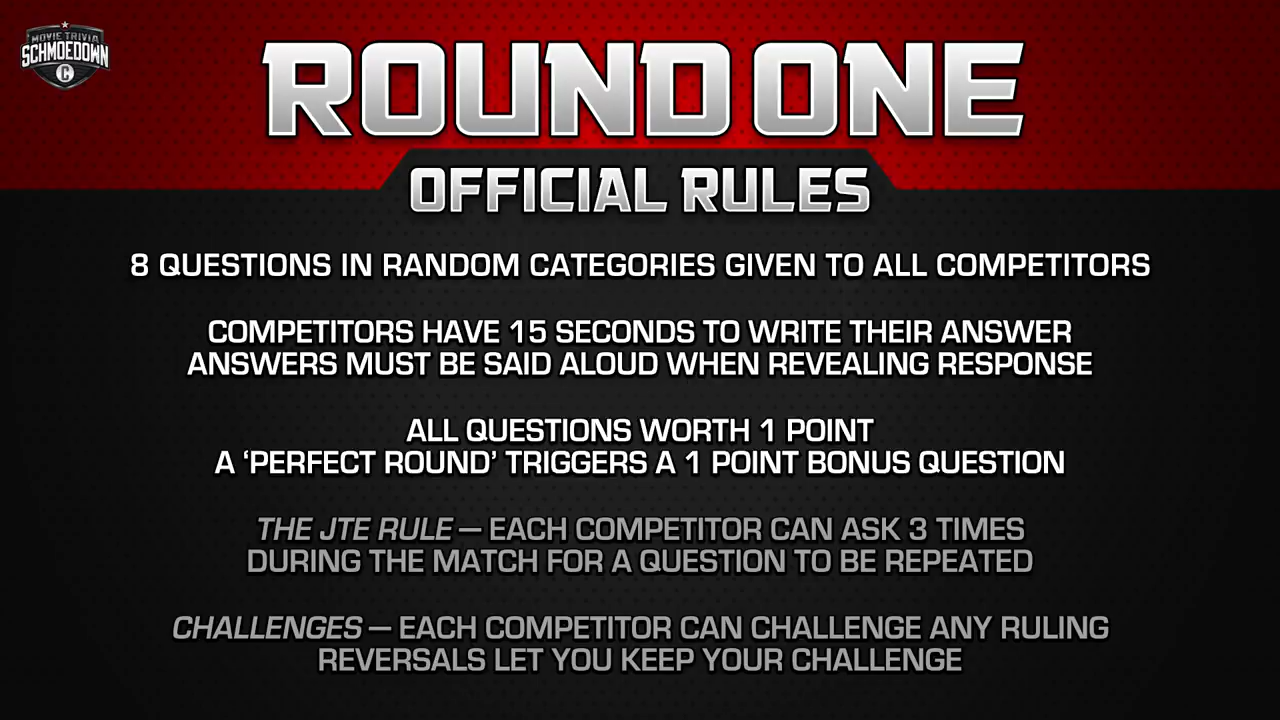 MOVIE TRIVIA
SCHMOEDOWN
C
ROUND ONE
OFFICIAL RULES
8 QUESTIONS IN RANDOM CATEGORIES GIVEN TO ALL COMPETITORS
COMPETITORS HAVE 15 SECONDS TO WRITE THEIR ANSWER
ANSWERS MUST BE SAID ALOUD WHEN REVEALING RESPONSE
ALL QUESTIONS WORTH 1 POINT
A ‘PERFECT ROUND’ TRIGGERS A 1 POINT BONUS QUESTION
THE JTE RULE – EACH COMPETITOR CAN ASK 3 TIMES
DURING THE MATCH FOR A QUESTION TO BE REPEATED
CHALLENGES – EACH COMPETITOR CAN CHALLENGE ANY RULING
REVERSALS LET YOU KEEP YOUR CHALLENGE